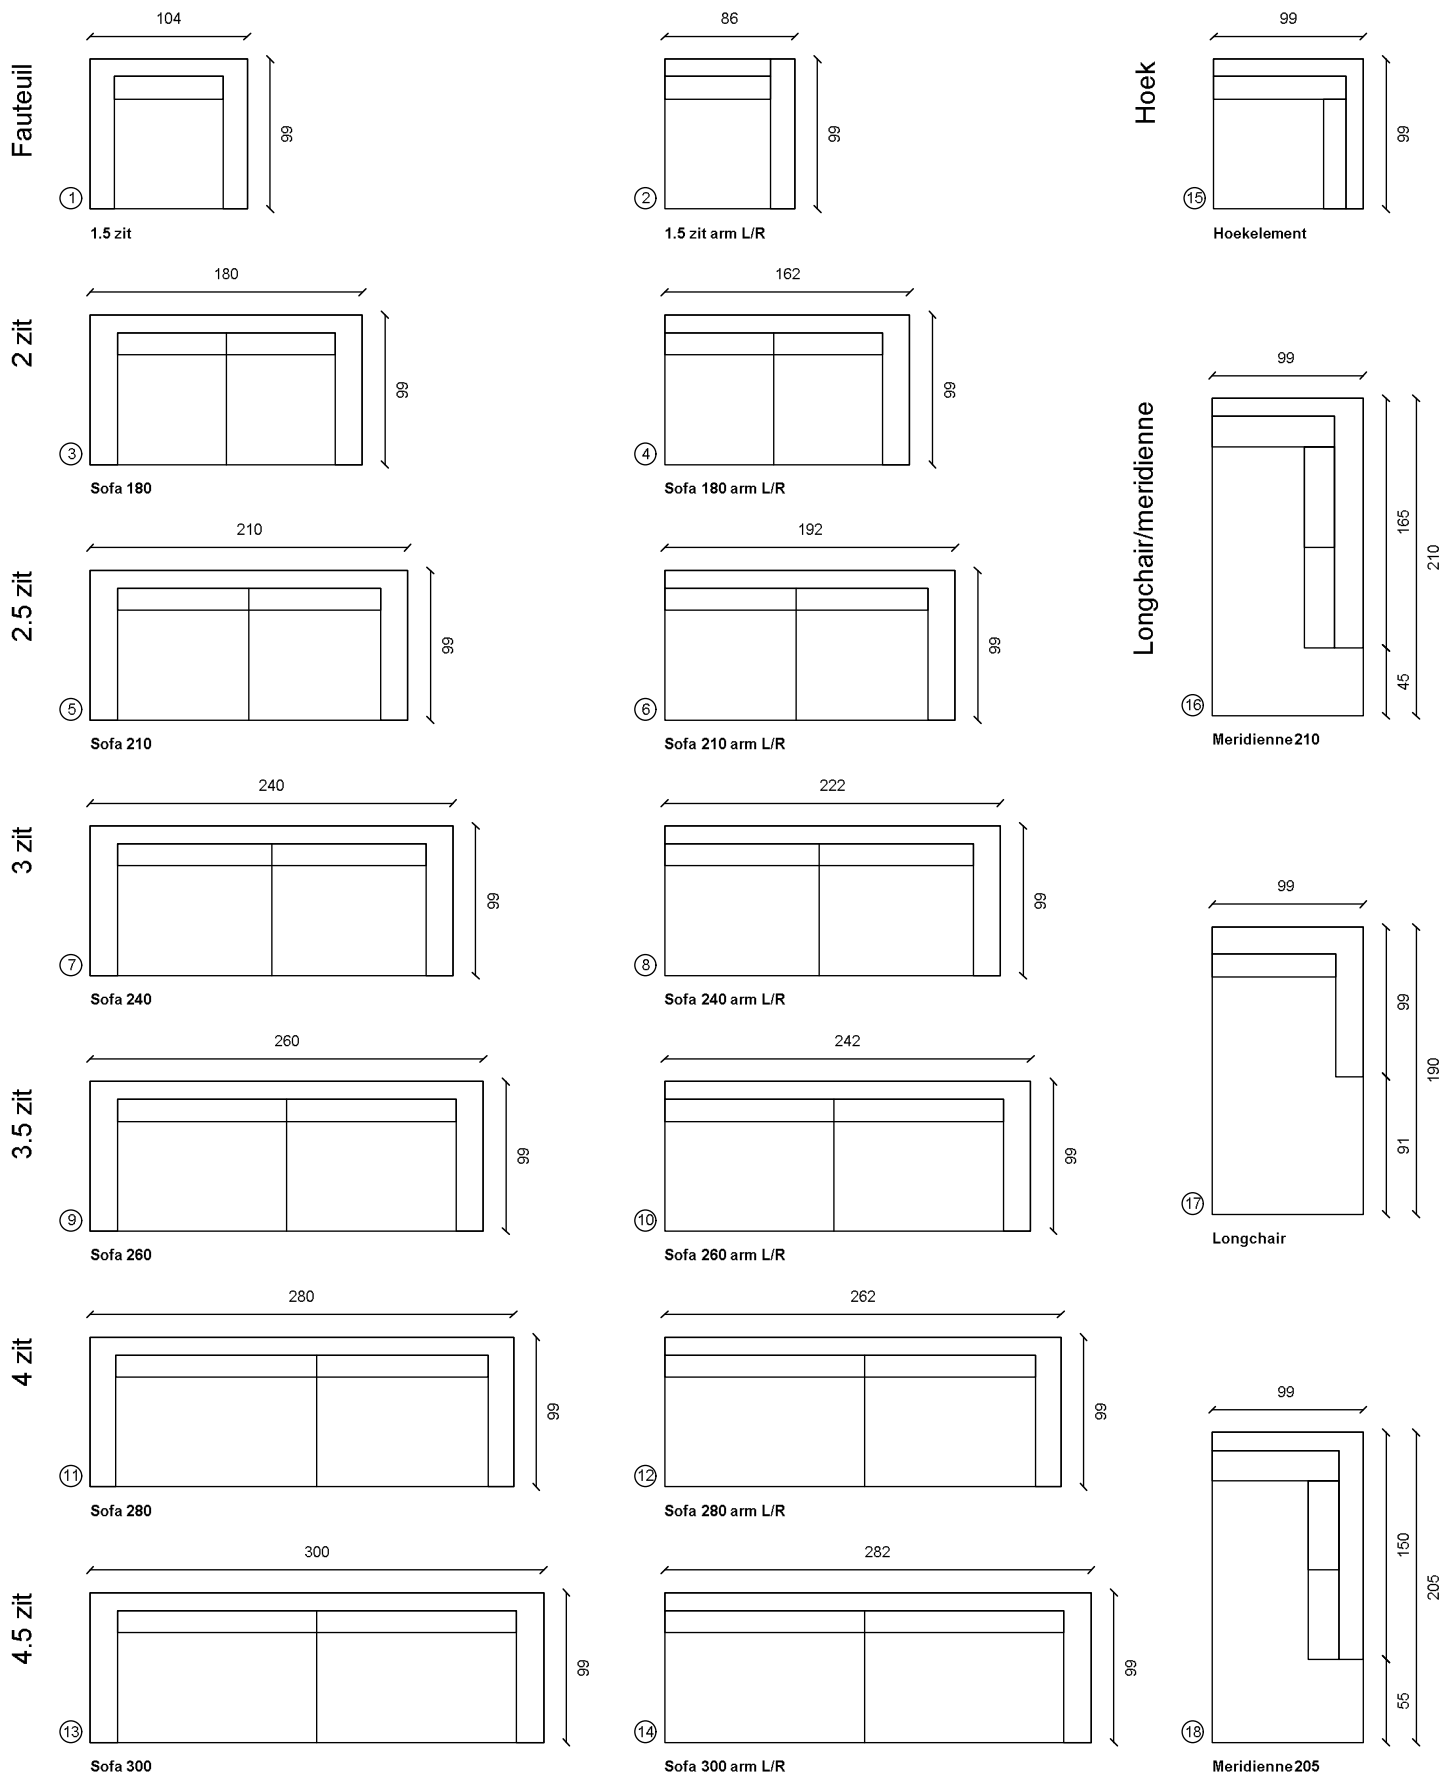 Fauteuil
104
99
1
1.5 zit
86
99
2
1.5 zit arm L/R
Hoek
99
99
15
Hoekelement
2 zit
180
99
3
Sofa 180
162
99
4
Sofa 180 arm L/R
2.5 zit
210
99
5
Sofa 210
192
99
6
Sofa 210 arm L/R
Longchair/meridienne
99
165
210
45
16
Meridienne210
3 zit
240
99
7
Sofa 240
222
99
8
Sofa 240 arm L/R
3.5 zit
260
99
9
Sofa 260
242
99
10
Sofa 260 arm L/R
99
99
190
91
17
Longchair
4 zit
280
99
11
Sofa 280
262
99
12
Sofa 280 arm L/R
4.5 zit
300
99
13
Sofa 300
282
99
14
Sofa 300 arm L/R
99
150
205
55
18
Meridienne205